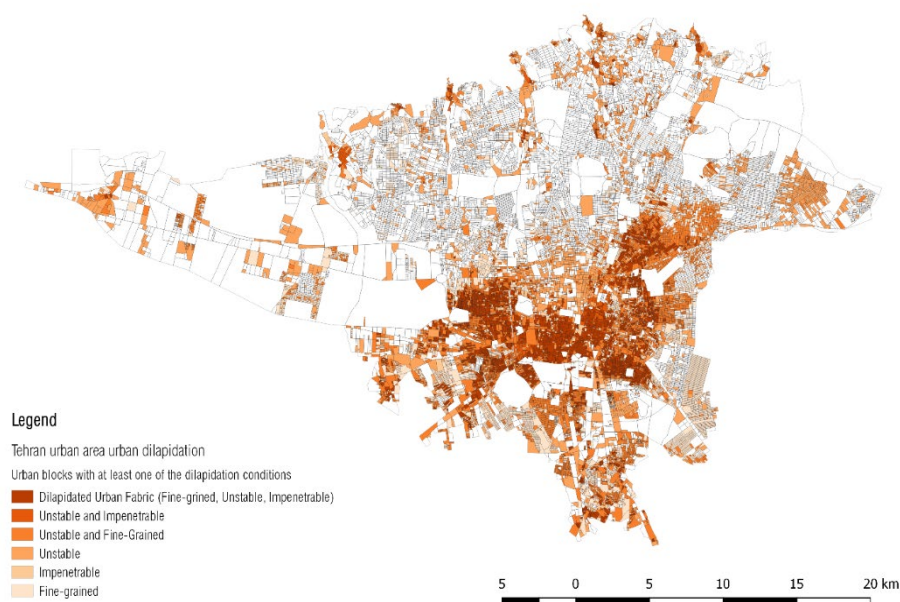 Legend
Tehran urban area urban dilapidation
Urban blocks with at least one of the dilapidation conditions
Dilapidated Urban Fabric (Fine-grined, Unstable, Impenetrable)
Unstable and Impenetrable
Unstable and Fine-Grained
Unstable
Impenetrable
Fine-grained
5 0 5 10 15 20 km